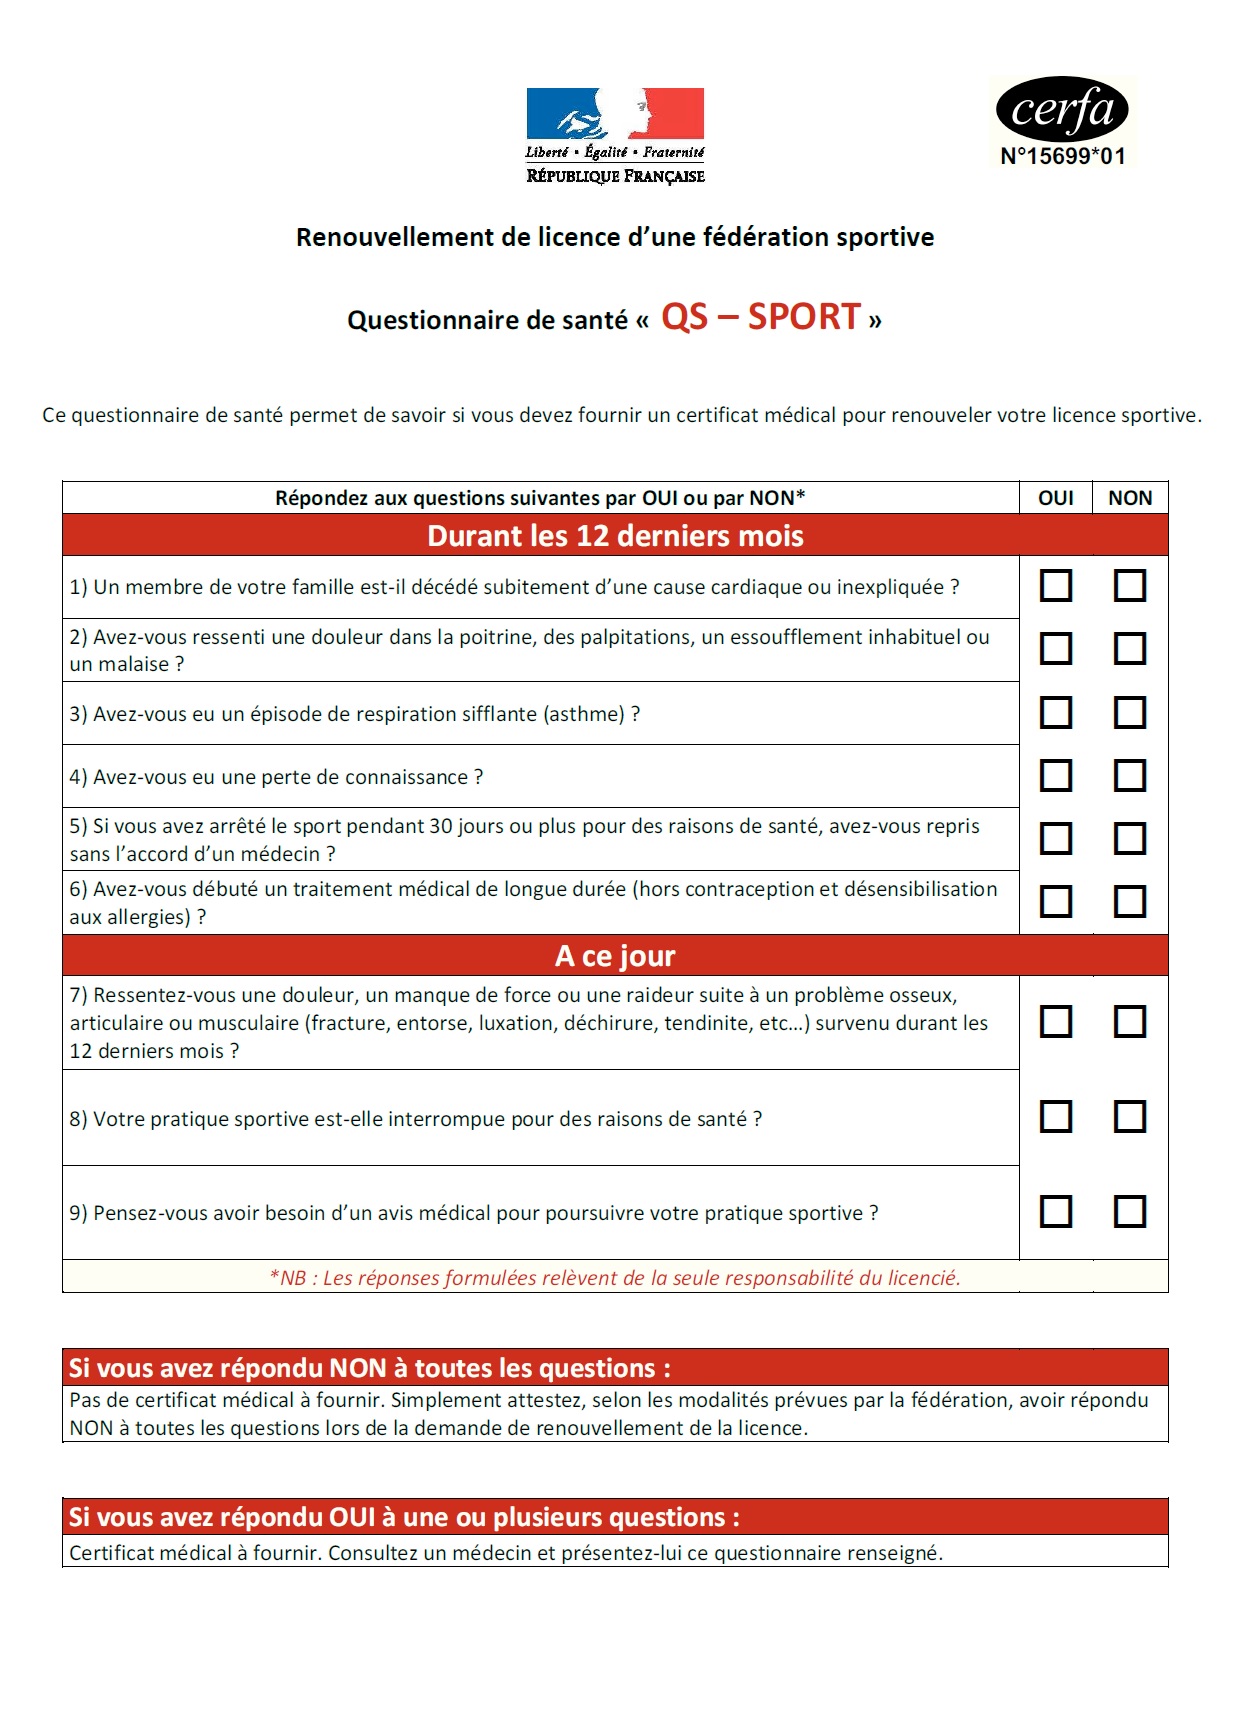 Liberté • Égalité • Fraternité
RÉPUBLIQUE FRANÇAISE
cerfa
N°15699*01
Renouvellement de licence d’une fédération sportive
Questionnaire de santé « QS – SPORT »
Ce questionnaire de santé permet de savoir si vous devez fournir un certificat médical pour renouveler votre licence sportive.
Répondez aux questions suivantes par OUI ou par NON* OUI NON
Durant les 12 derniers mois
1) Un membre de votre famille est-il décédé subitement d’une cause cardiaque ou inexpliquée ?
2) Avez-vous ressenti une douleur dans la poitrine, des palpitations, un essoufflement inhabituel ou
un malaise ?
3) Avez-vous eu un épisode de respiration sifflante (asthme) ?
4) Avez-vous eu une perte de connaissance ?
5) Si vous avez arrêté le sport pendant 30 jours ou plus pour des raisons de santé, avez-vous repris
sans l’accord d’un médecin ?
6) Avez-vous débuté un traitement médical de longue durée (hors contraception et désensibilisation
aux allergies) ?
A ce jour
7) Ressentez-vous une douleur, un manque de force ou une raideur suite à un problème osseux,
articulaire ou musculaire (fracture, entorse, luxation, déchirure, tendinite, etc…) survenu durant les
12 derniers mois ?
8) Votre pratique sportive est-elle interrompue pour des raisons de santé ?
9) Pensez-vous avoir besoin d’un avis médical pour poursuivre votre pratique sportive ?
*NB : Les réponses formulées relèvent de la seule responsabilité du licencié.
Si vous avez répondu NON à toutes les questions :
Pas de certificat médical à fournir. Simplement attestez, selon les modalités prévues par la fédération, avoir répondu
NON à toutes les questions lors de la demande de renouvellement de la licence.
Si vous avez répondu OUI à une ou plusieurs questions :
Certificat médical à fournir. Consultez un médecin et présentez-lui ce questionnaire renseigné.